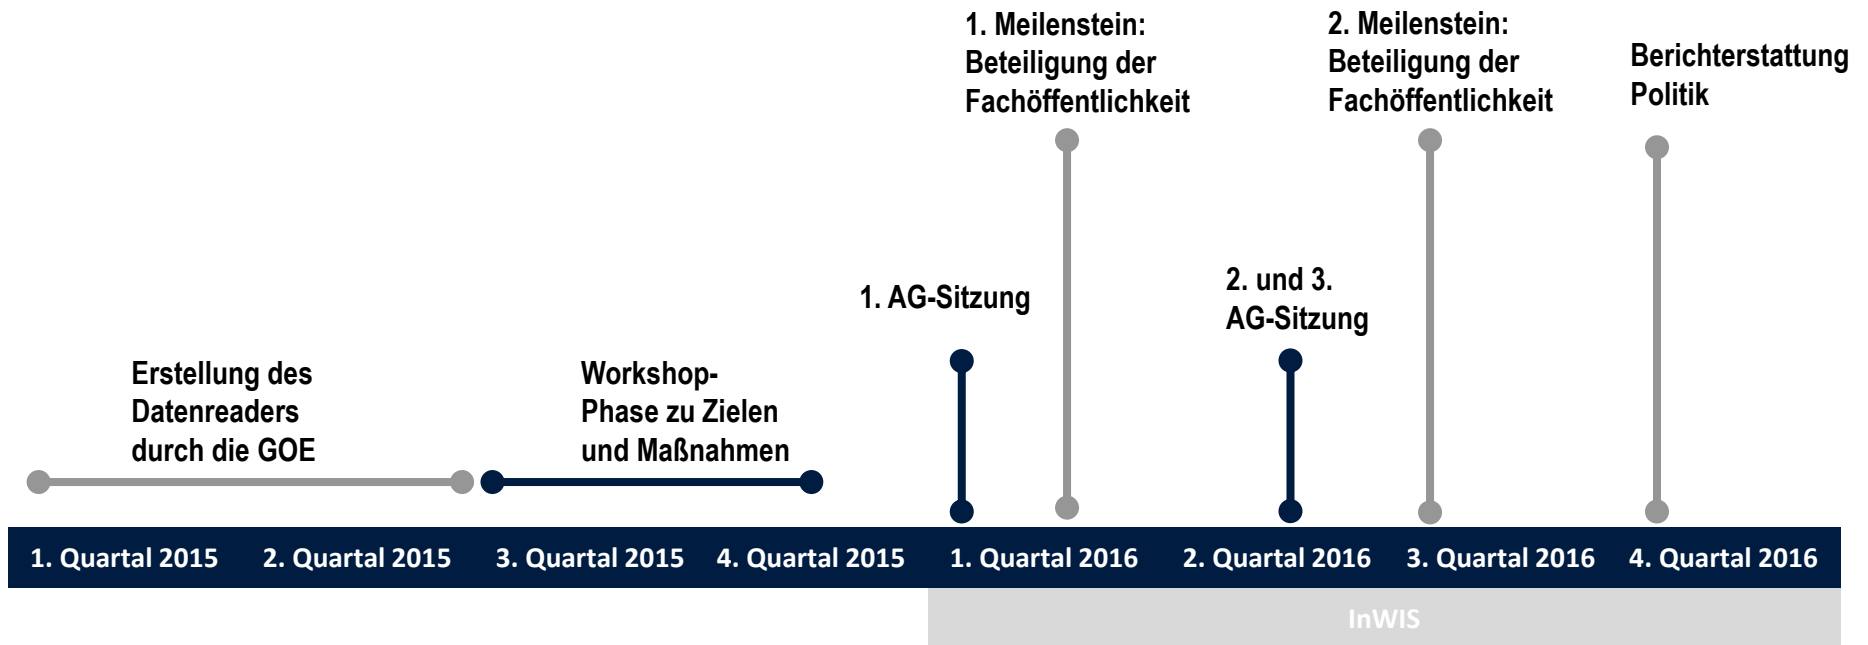 1. Meilenstein:
Beteiligung der
Fachöffentlichkeit
2. Meilenstein:
Beteiligung der
Fachöffentlichkeit
Berichterstattung
Politik
1. AG-Sitzung
2. und 3.
AG-Sitzung
Erstellung des
Datenreaders
durch die GOE
Workshop-
Phase zu Zielen
und Maßnahmen
1. Quartal 2015
2. Quartal 2015
3. Quartal 2015
4. Quartal 2015
1. Quartal 2016
2. Quartal 2016
3. Quartal 2016
4. Quartal 2016
InWIS